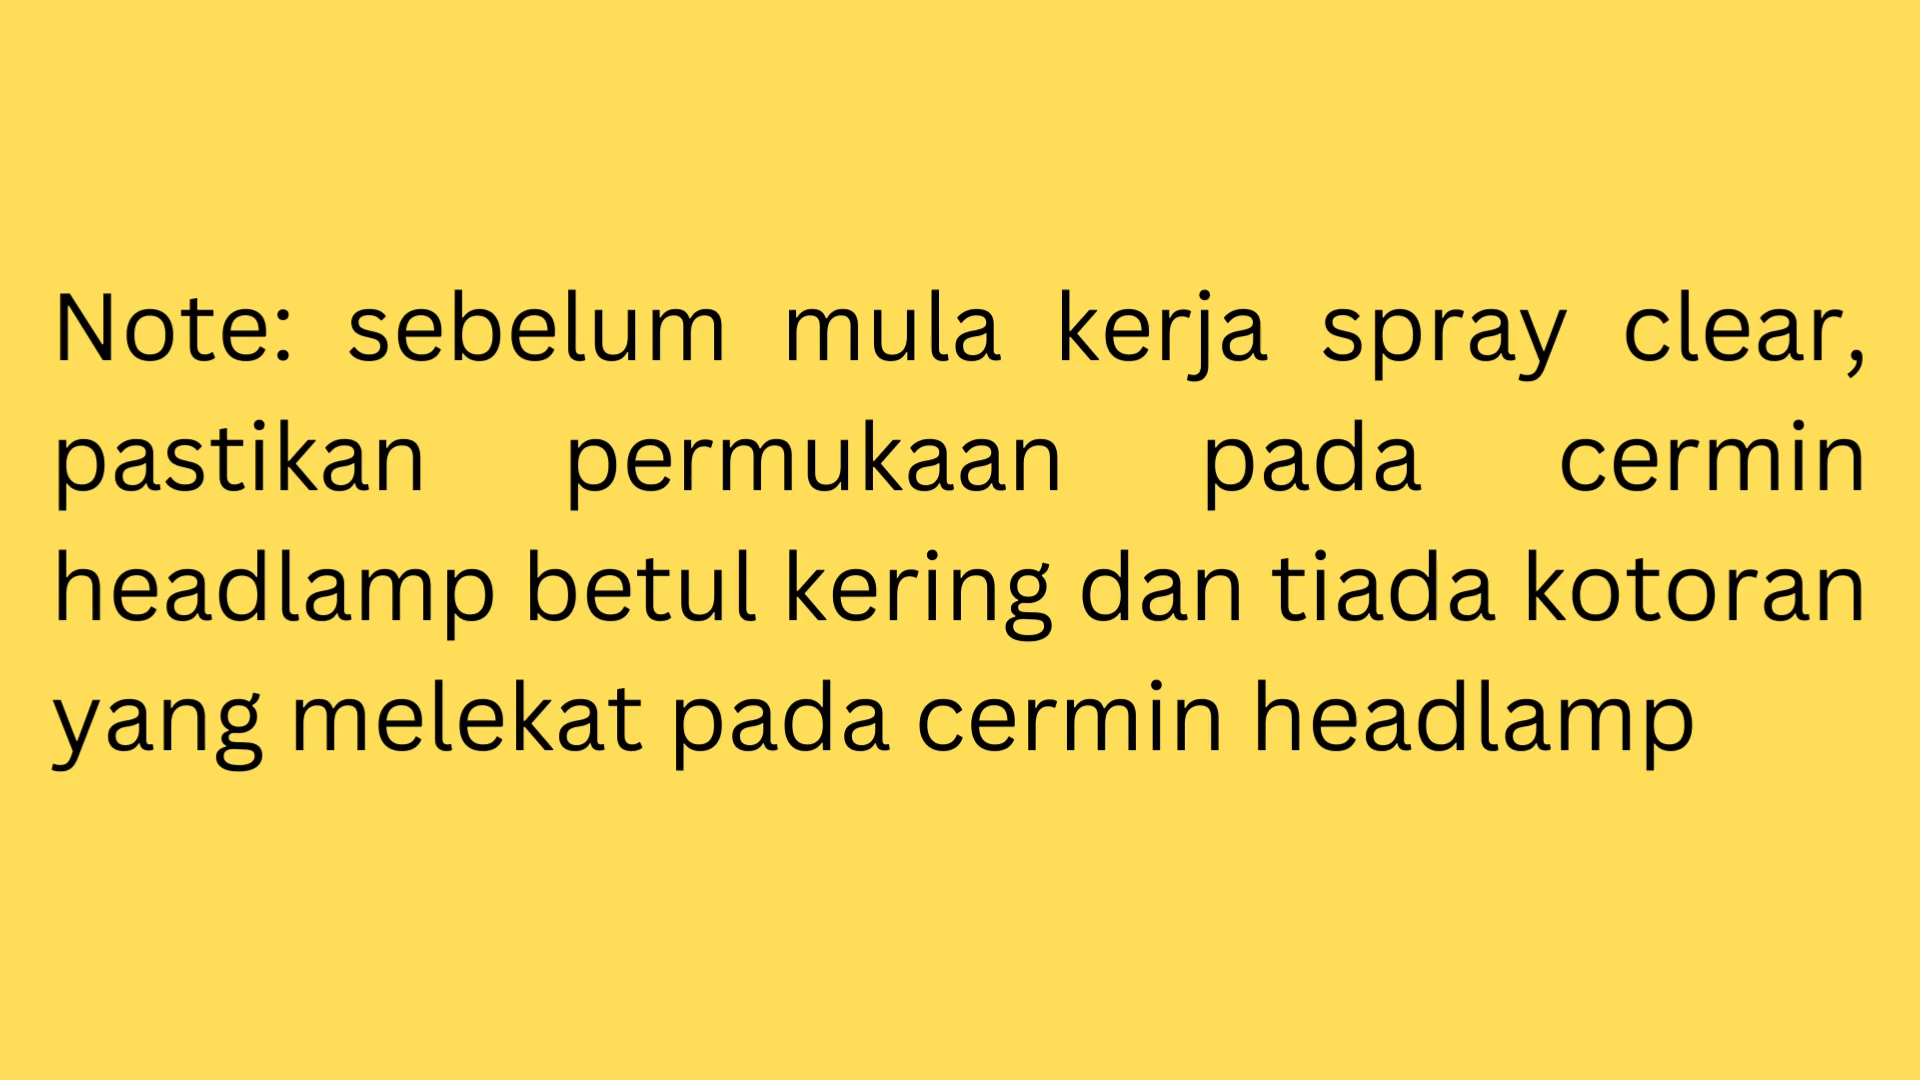 Note: sebelum mula kerja spray clear,
pastikan permukaan pada cermin
headlamp betul kering dan tiada kotoran
yang melekat pada cermin headlamp